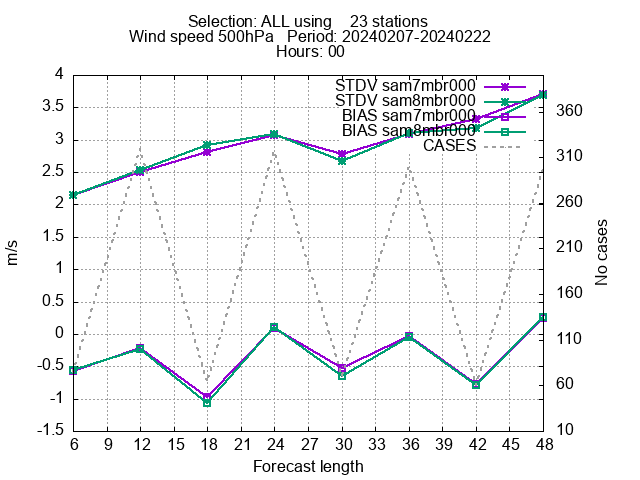 Selection: ALL using    23 stations
Wind speed 500hPa   Period: 20240207-20240222
Hours: 00
4
3.5
3
2.5
2
1.5
1
0.5
0
-0.5
-1
-1.5
m/s
STDV sam7mbr000
STDV sam8mbr000
BIAS sam7mbr000
BIAS sam8mbr000
CASES
360
310
260
210
160
110
60
10
No cases
6 9 12 15 18 21 24 27 30 33 36 39 42 45 48
Forecast length